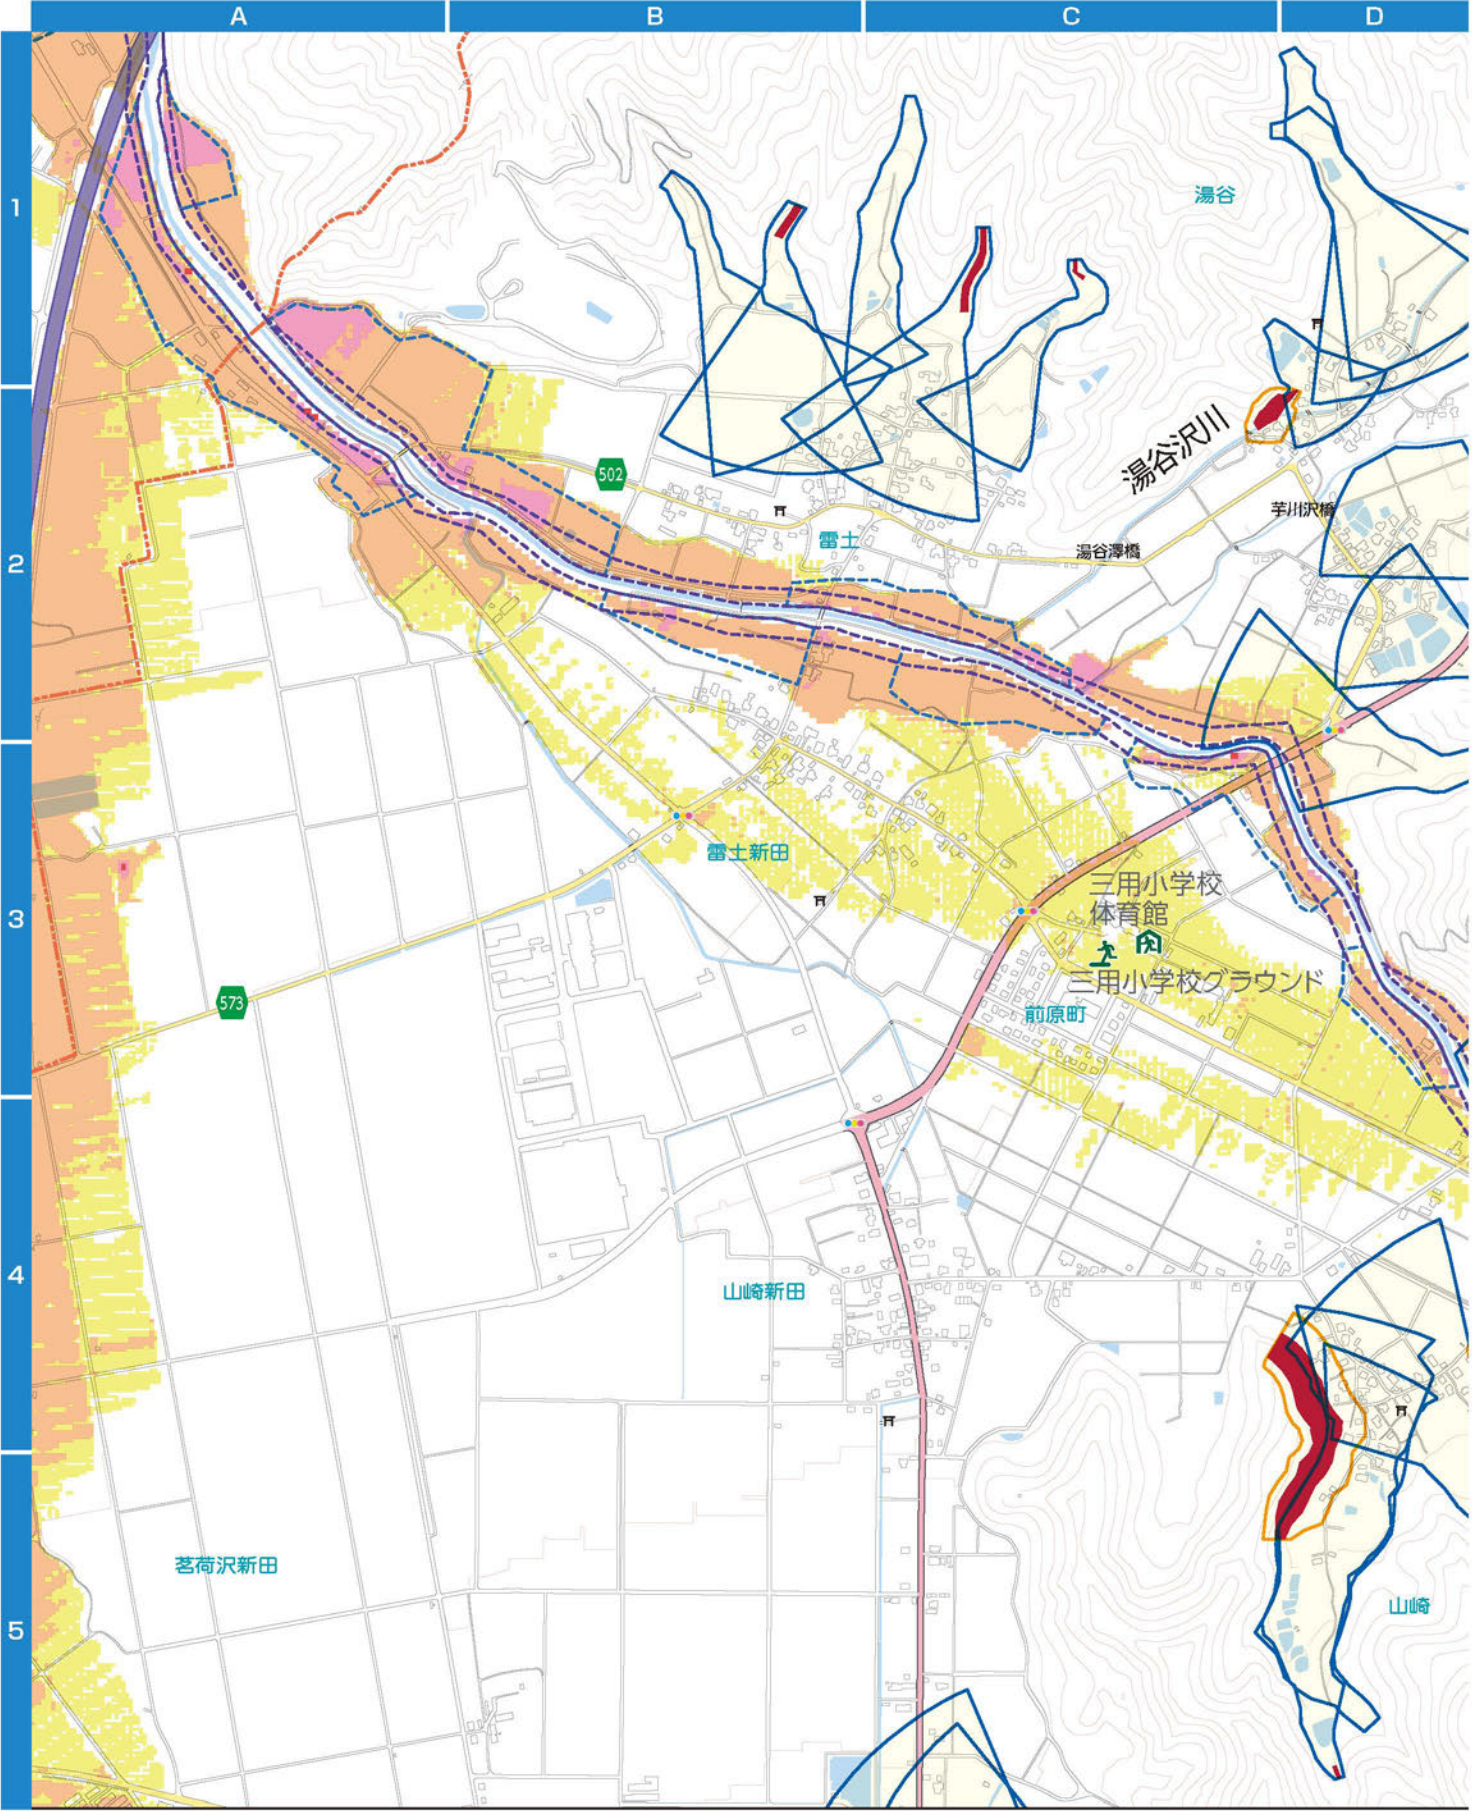 A
B
C
D
1
湯谷
湯谷沢川
502
芋川沢橋
雷土
湯谷澤橋
2
雷土新田
三用小学校
体育館
3
三用小学校グラウンド
573
前原町
4
山崎新田
茗荷沢新田
山崎
5